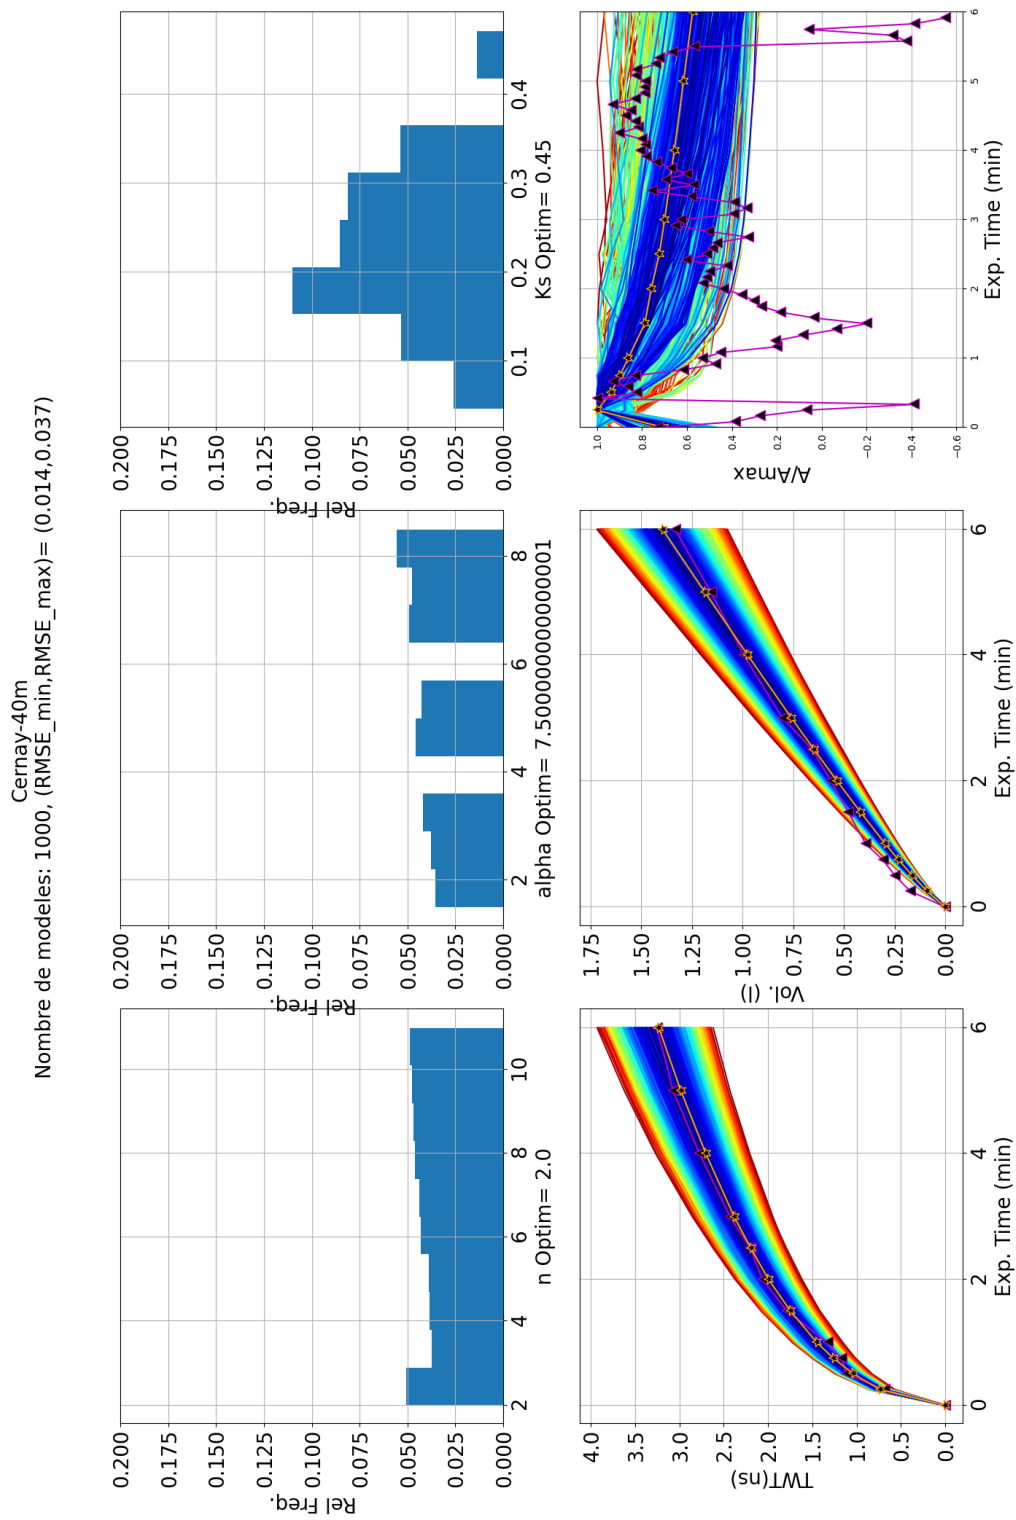 Cernay-40m
Nombre de modeles: 1000, (RMSE_min,RMSE_max)= (0.014,0.037)
0.200
0.175
0.150
0.125
0.100
0.075
0.050
0.025
0.000
Rel Freq.
2 4 6 8 10
n Optim= 2.0
0.200
0.175
0.150
0.125
0.100
0.075
0.050
0.025
0.000
Rel Freq.
2 4 6 8
alpha Optim= 7.500000000000001
0.200
0.175
0.150
0.125
0.100
0.075
0.050
0.025
0.000
Rel Freq.
0.1 0.2 0.3 0.4
Ks Optim= 0.45
4.0
3.5
3.0
2.5
2.0
1.5
1.0
0.5
0.0
TWT(ns)
0 2 4 6
Exp. Time (min)
1.75
1.50
1.25
1.00
0.75
0.50
0.25
0.00
Vol. (l)
0 2 4 6
Exp. Time (min)
1.0
0.8
0.6
0.4
0.2
0.0
−0.2
−0.4
−0.6
A/Amax
0 1 2 3 4 5 6
Exp. Time (min)